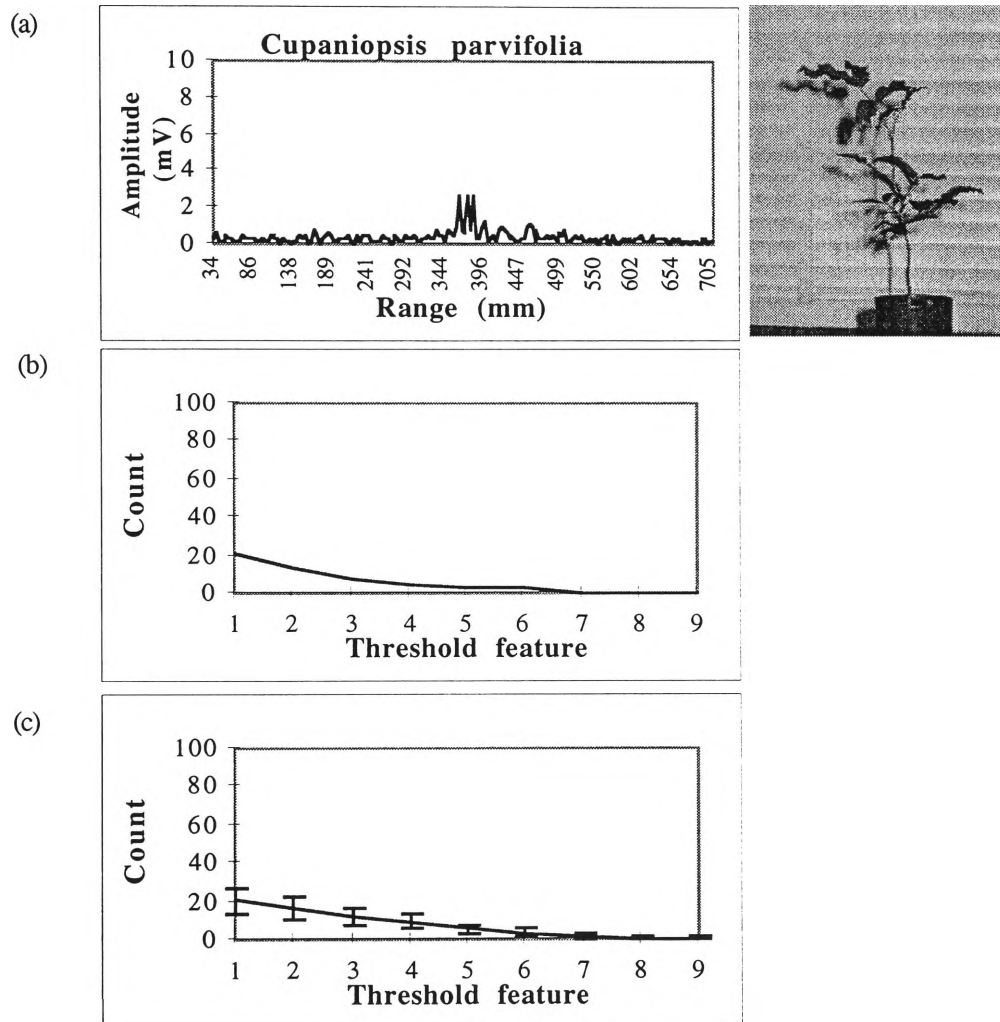 (a)
Cupaniopsis parvifolia
10
8
6
4
2
0
Amplitude
(mV)
34 86 138 189 241 292 344 396 447 499 550 602 654 705
Range (mm)
(b)
100
80
60
40
20
0
Count
1 2 3 4 5 6 7 8 9
Threshold feature
(c)
100
80
60
40
20
0
Count
1 2 3 4 5 6 7 8 9
Threshold feature